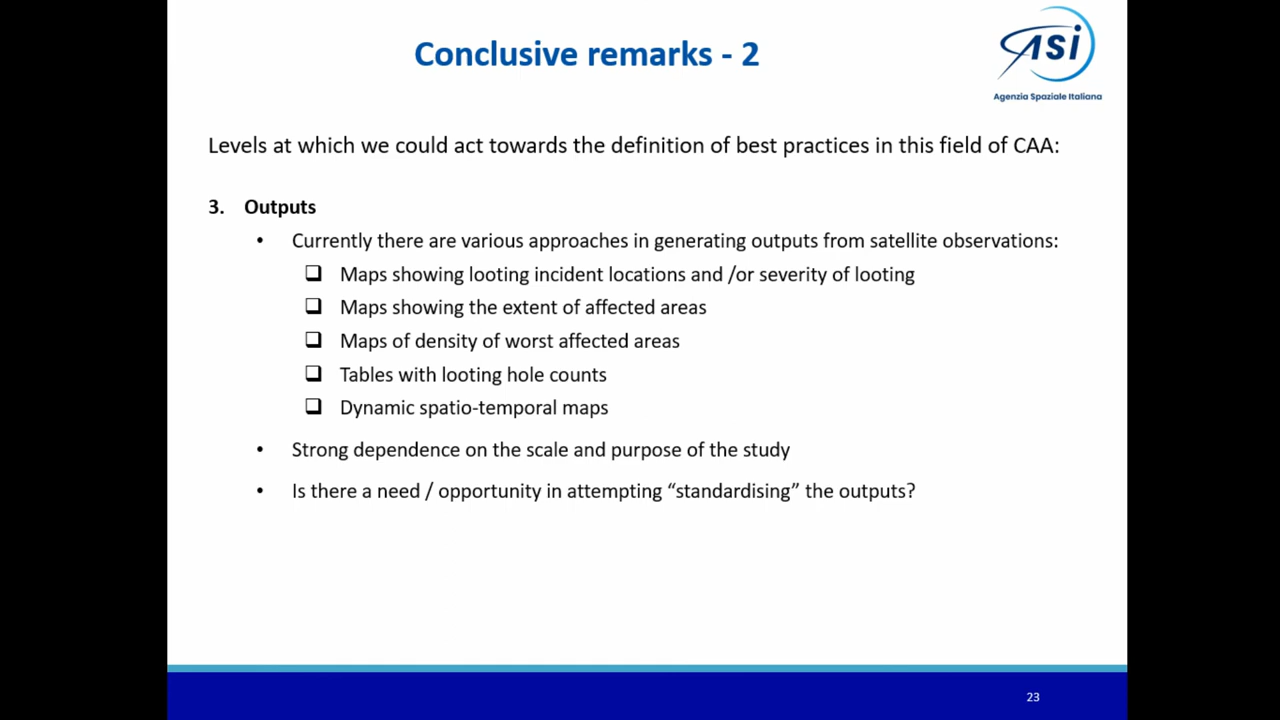 Conclusive remarks - 2
ASI
Agenzia Spaziale Italiana
Levels at which we could act towards the definition of best practices in this field of CAA:
3. Outputs
• Currently there are various approaches in generating outputs from satellite observations:
❑ Maps showing looting incident locations and /or severity of looting
❑ Maps showing the extent of affected areas
❑ Maps of density of worst affected areas
❑ Tables with looting hole counts
❑ Dynamic spatio-temporal maps
• Strong dependence on the scale and purpose of the study
• Is there a need / opportunity in attempting “standardising” the outputs?
23